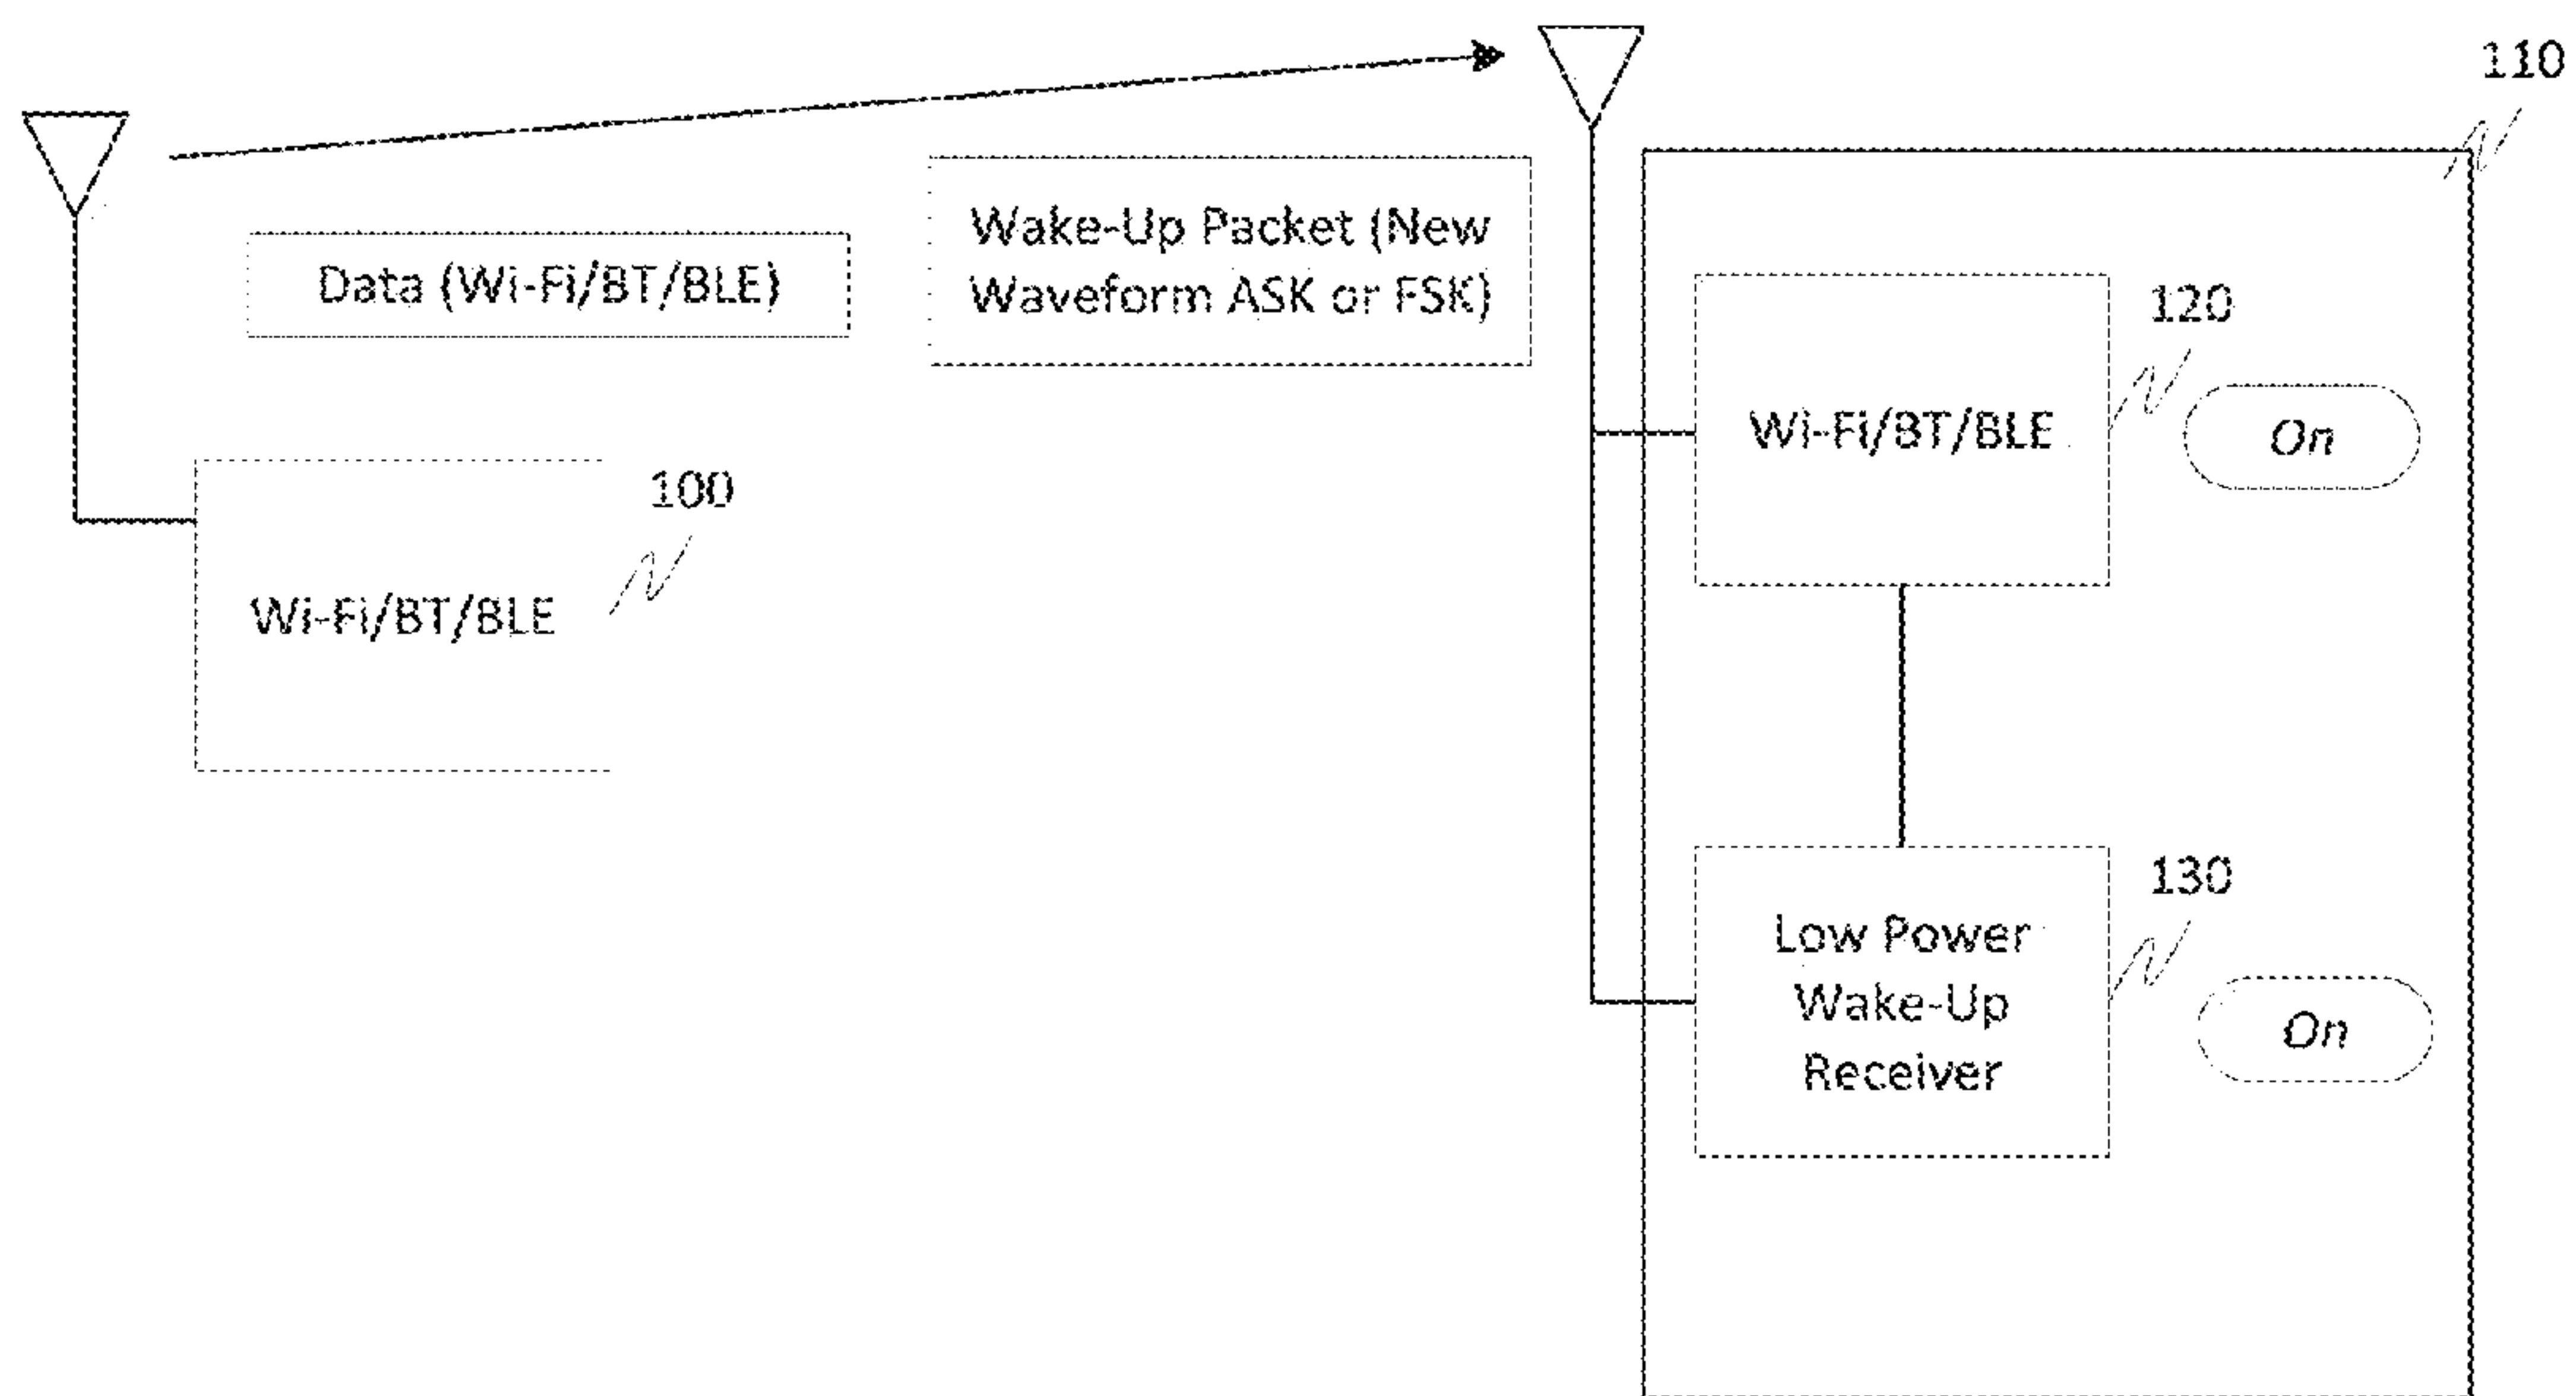 110
Wake-Up Packet (New
Waveform ASK or FSK)
Data (Wi-Fi/BT/BLE)
120
Wi-Fi/BT/BLE
On
100
Wi-Fi/BT/BLE
130
Low Power
Wake-Up
Receiver
On